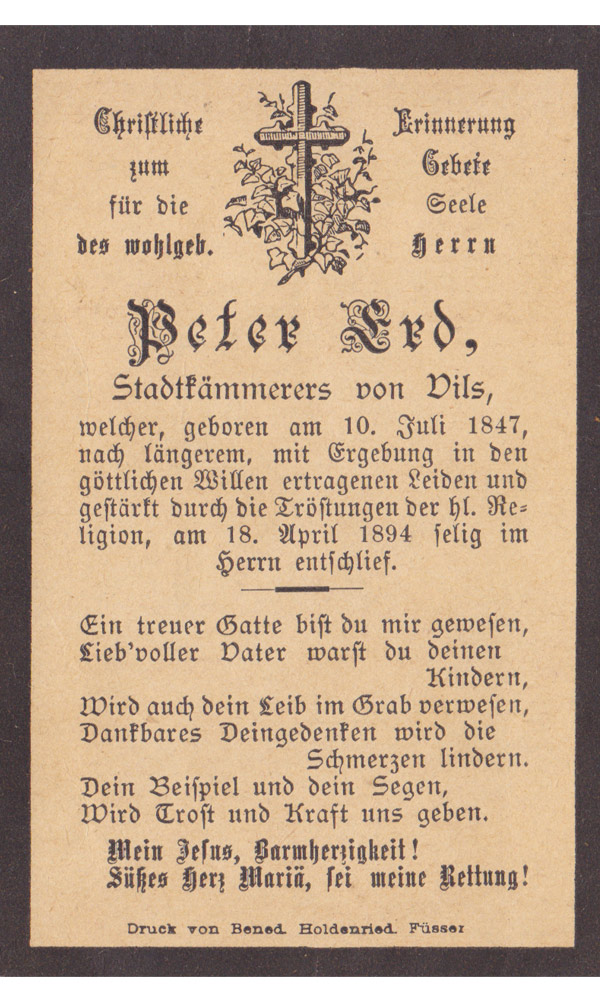 Christliche Erinnerung
zum Gebete
für die Seele
des wohlgeb. Herrn
Peter Erd,
Stadtkämmerers von Vils,
welcher, geboren am 10. Juli 1847,
nach längerem, mit Ergebung in den
göttlichen Willen ertragenen Leiden und
gestärkt durch die Tröstungen der hl. Re-
ligion, am 18. April 1894 selig im
Herrn entschlief.
Ein treuer Gatte bist du mir gewesen,
Lieb'voller Vater warst du deinen
Kindern,
Wird auch dein Leib im Grab verwesen,
Dankbares Deingedenken wird die
Schmerzen lindern.
Dein Beispiel und dein Segen,
Wird Trost und Kraft uns geben.
Mein Jesus, Barmherzigkeit!
Süßes Herz Mariä, sei meine Rettung!
Druck von Bened. Holdenried. Füssen